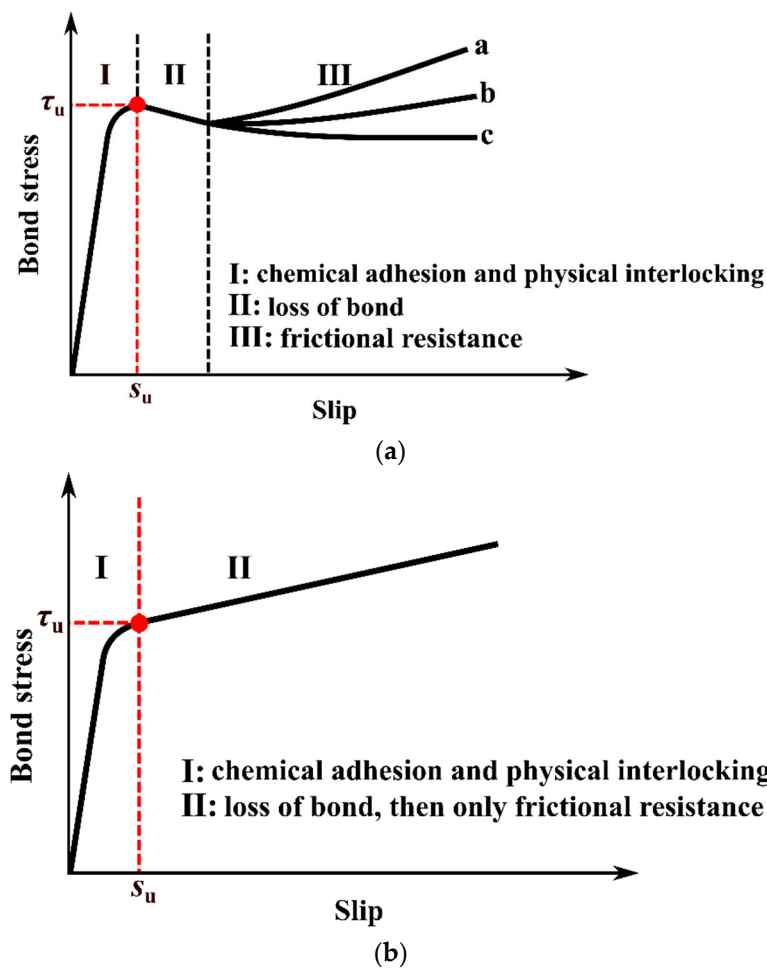 I II III a
b
c
τu
Bond stress
I: chemical adhesion and physical interlocking
II: loss of bond
III: frictional resistance
su
Slip
(a)
I II
τu
Bond stress
I: chemical adhesion and physical interlocking
II: loss of bond, then only frictional resistance
su
Slip
(b)